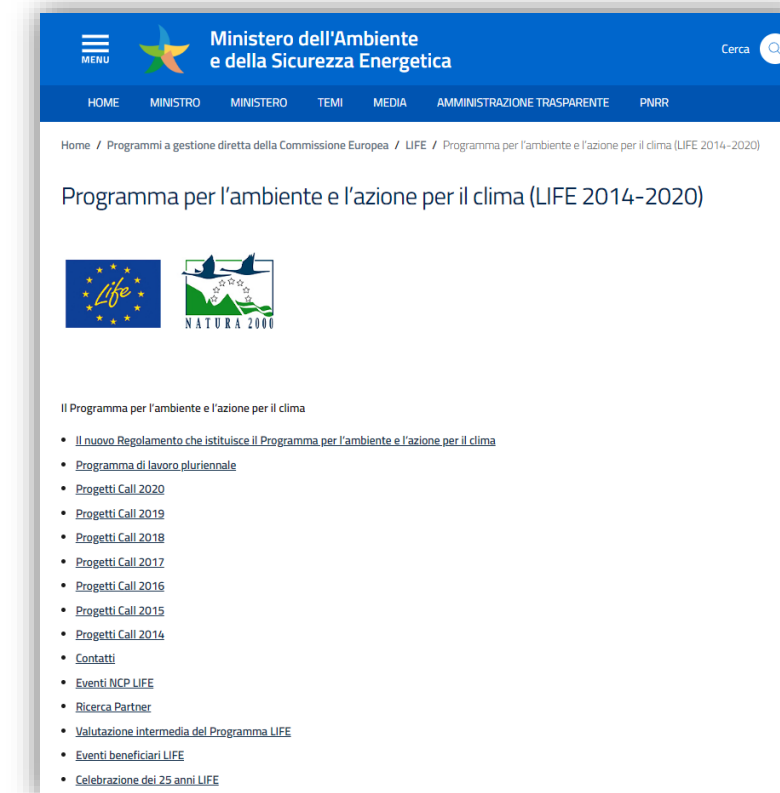 Ministero dell'Ambiente
e della Sicurezza Energetica
MENU
Cerca
HOME MINISTRO MINISTERO TEMI MEDIA AMMINISTRAZIONE TRASPARENTE PNRR
Home / Programmi a gestione diretta della Commissione Europea / LIFE / Programma per l'ambiente e l'azione per il clima (LIFE 2014-2020)
Programma per l'ambiente e l'azione per il clima (LIFE 2014-2020)
Life
NATURA 2000
Il Programma per l'ambiente e l'azione per il clima
• Il nuovo Regolamento che istituisce il Programma per l'ambiente e l'azione per il clima
• Programma di lavoro pluriennale
• Progetti Call 2020
• Progetti Call 2019
• Progetti Call 2018
• Progetti Call 2017
• Progetti Call 2016
• Progetti Call 2015
• Progetti Call 2014
• Contatti
• Eventi NCP LIFE
• Ricerca Partner
• Valutazione intermedia del Programma LIFE
• Eventi beneficiari LIFE
• Celebrazione dei 25 anni LIFE